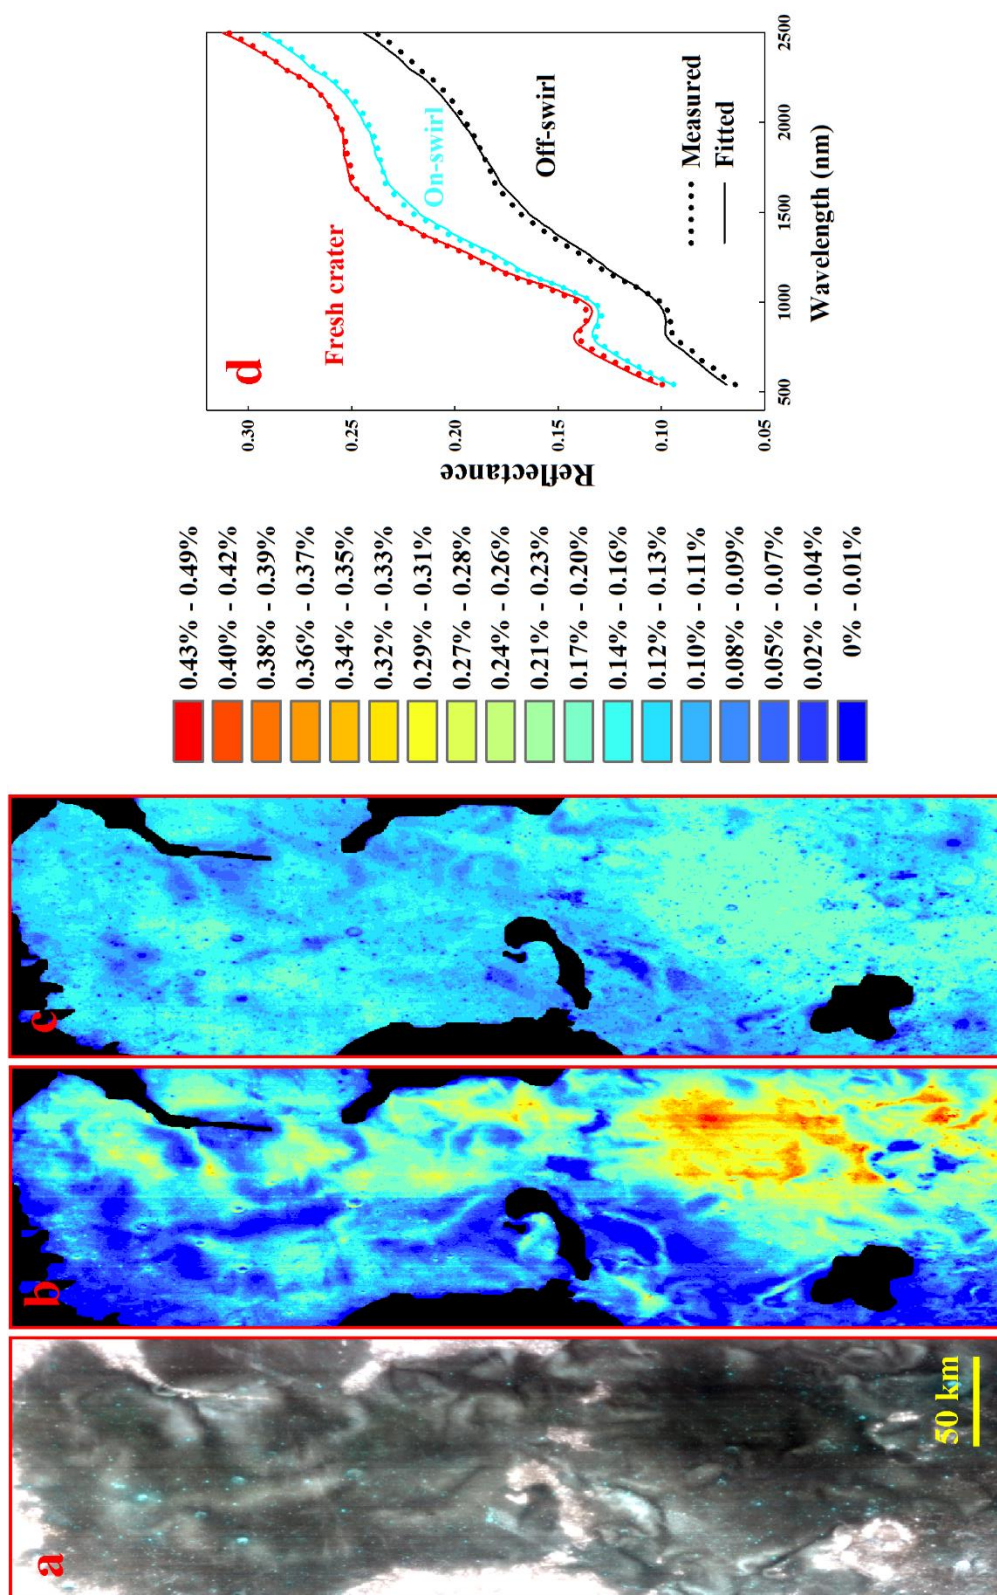 a
50 km
b
c
0.43% - 0.49%
0.40% - 0.42%
0.38% - 0.39%
0.36% - 0.37%
0.34% - 0.35%
0.32% - 0.33%
0.29% - 0.31%
0.27% - 0.28%
0.24% - 0.26%
0.21% - 0.23%
0.17% - 0.20%
0.14% - 0.16%
0.12% - 0.13%
0.10% - 0.11%
0.08% - 0.09%
0.05% - 0.07%
0.02% - 0.04%
0% - 0.01%
d
Reflectance
0.30
0.25
0.20
0.15
0.10
0.05
Fresh crater
On-swirl
Off-swirl
Measured
Fitted
500
1000
1500
2000
2500
Wavelength (nm)